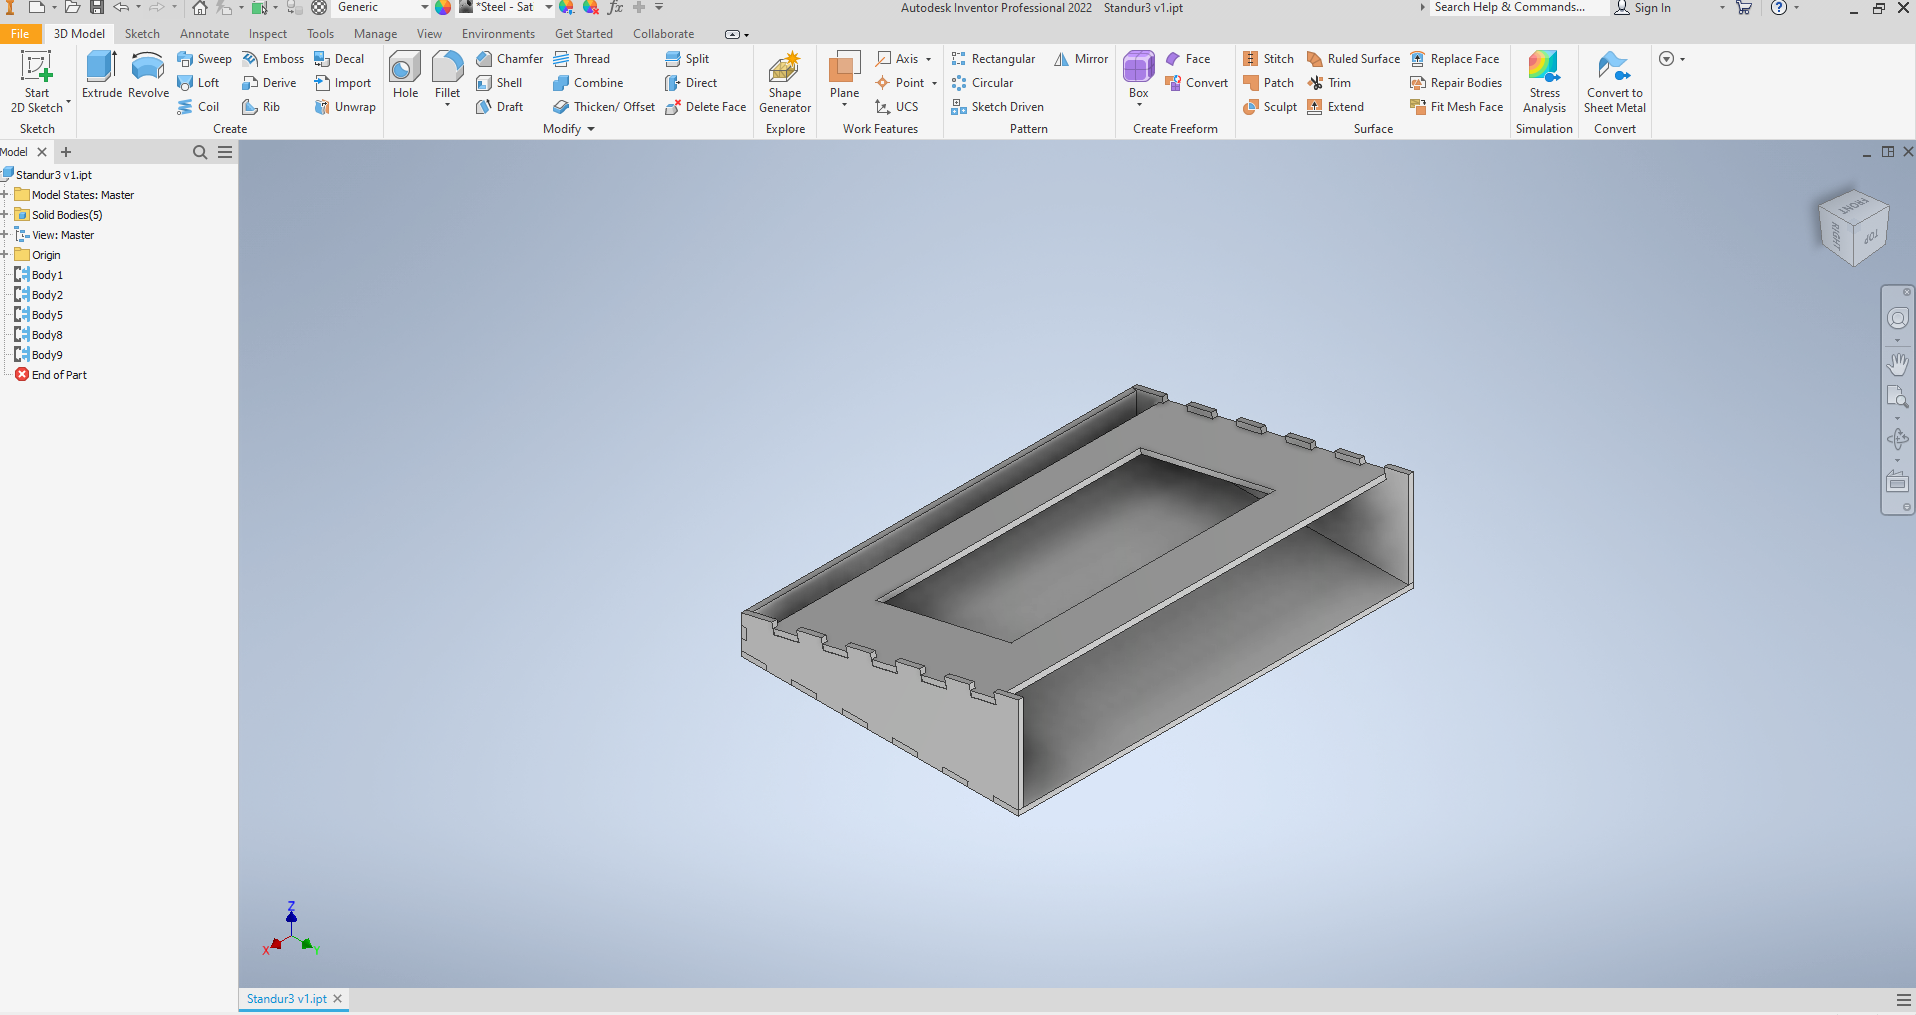 Generic
*Steel - Sat
fx
Autodesk Inventor Professional 2022 Standur3 v1.ipt
Search Help & Commands...
Sign In
File 3D Model Sketch Annotate Inspect Tools Manage View Environments Get Started Collaborate
Start
2D Sketch
Sketch
Extrude
Revolve
Sweep Emboss Decal
Loft Derive Import
Coil Rib Unwrap
Create
Hole
Fillet
Chamfer Thread Split
Shell Combine Direct
Draft Thicken/ Offset Delete Face
Modify
Shape
Generator
Explore
Plane
Axis
Point
UCS
Work Features
Rectangular Mirror
Circular
Sketch Driven
Pattern
Box
Face
Convert
Create Freeform
Stitch Ruled Surface Replace Face
Patch Trim Repair Bodies
Sculpt Extend Fit Mesh Face
Surface
Stress
Analysis
Simulation
Convert to
Sheet Metal
Convert
Model
Standur3 v1.ipt
Model States: Master
Solid Bodies(5)
View: Master
Origin
Body1
Body2
Body5
Body8
Body9
End of Part
FRONT
RIGHT
TOP
Z
X
Y
Standur3 v1.ipt